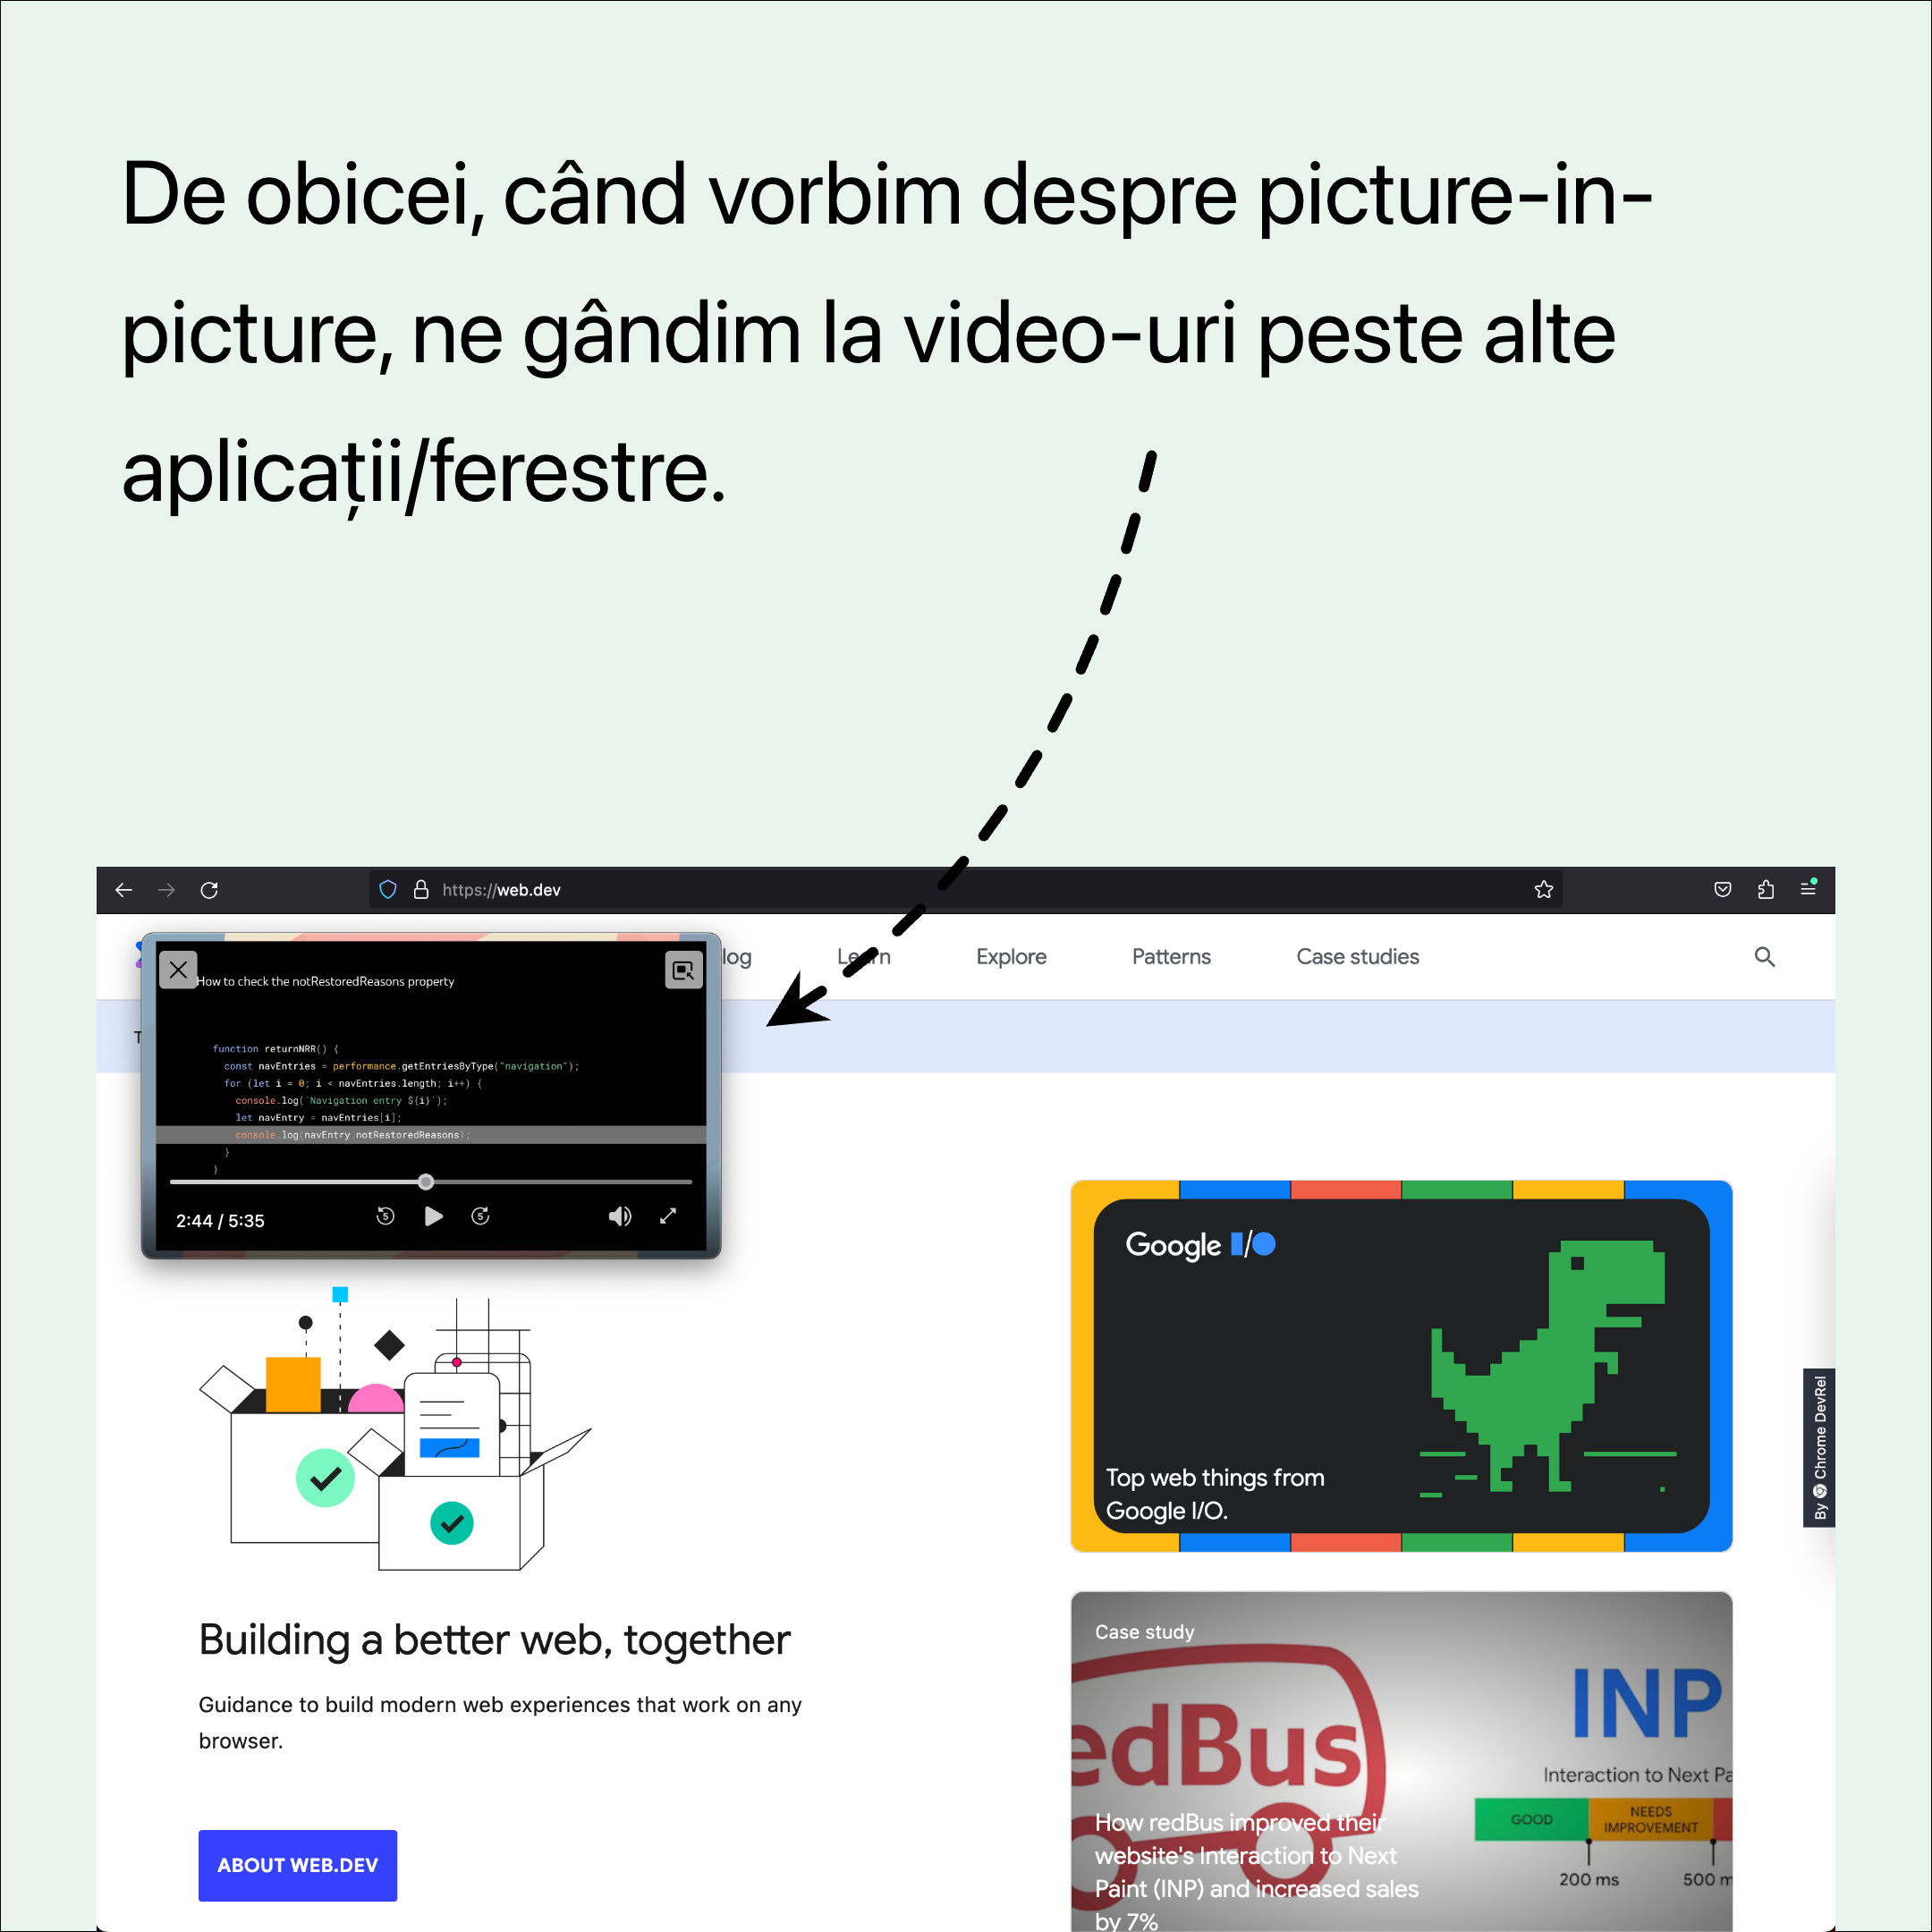 De obicei, când vorbim despre picture-in-
picture, ne gândim la video-uri peste alte
aplicații/ferestre.
https://web.dev
log Learn Explore Patterns Case studies
T
How to check the notRestoredReasons property
function returnNRR() {
const navEntries = performance.getEntriesByType("navigation");
for (let i = 0; i < navEntries.length; i++) {
console.log(`Navigation entry ${i}`);
let navEntry = navEntries[i];
console.log(navEntry.notRestoredReasons);
}
}
2:44 / 5:35
5
5
Google I/O
Top web things from
Google I/O.
By Chrome DevRel
Building a better web, together
Guidance to build modern web experiences that work on any
browser.
ABOUT WEB.DEV
Case study
edBus
INP
Interaction to Next Pa
GOOD
NEEDS
IMPROVEMENT
200 ms
500 m
How redBus improved their
website's Interaction to Next
Paint (INP) and increased sales
by 7%